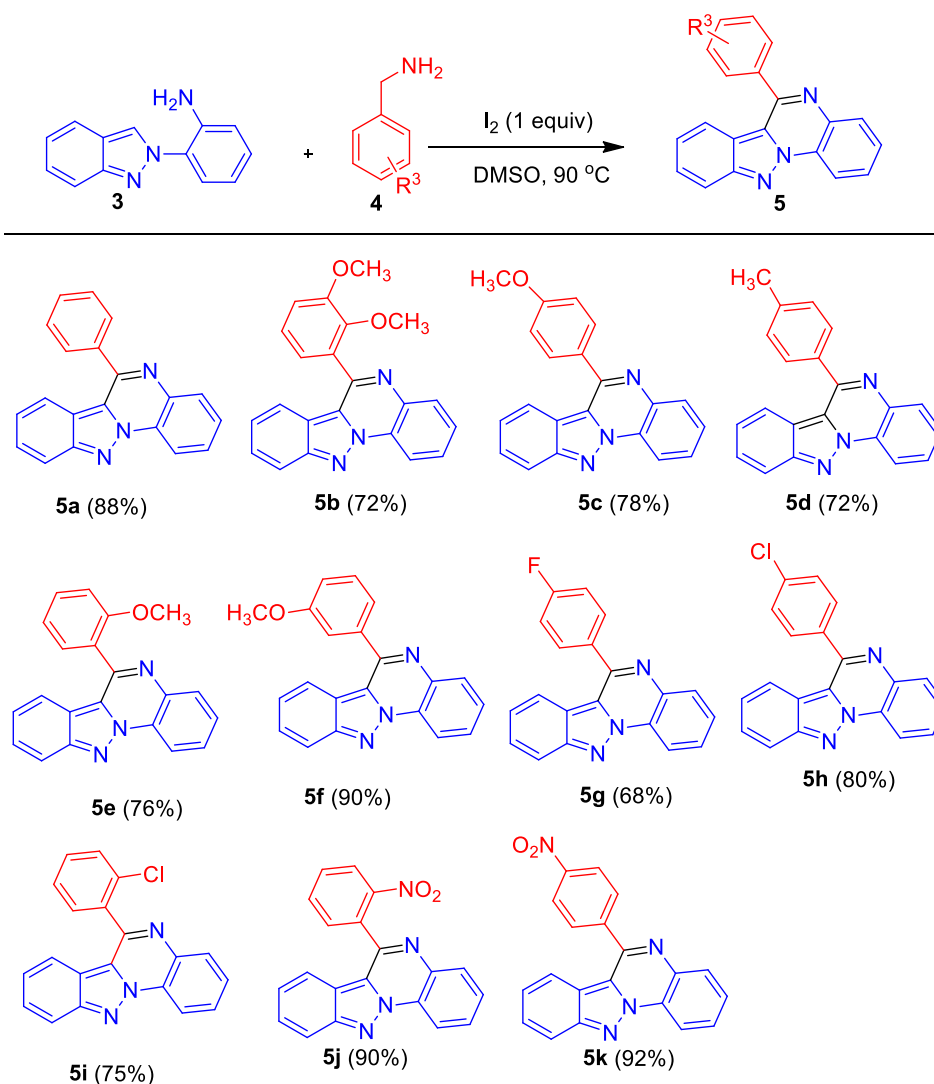 R³
NH₂
H₂N
N
I₂ (1 equiv)
N
+
N
R³
DMSO, 90 °C
N
N
3
4
5
OCH₃
H₃CO
H₃C
OCH₃
N
N
N
N
N
N
N
N
N
N
N
N
5a (88%)
5b (72%)
5c (78%)
5d (72%)
F
Cl
OCH₃
H₃CO
N
N
N
N
N
N
N
N
N
N
N
N
5e (76%)
5f (90%)
5g (68%)
5h (80%)
Cl
NO₂
O₂N
N
N
N
N
N
N
N
N
N
5i (75%)
5j (90%)
5k (92%)